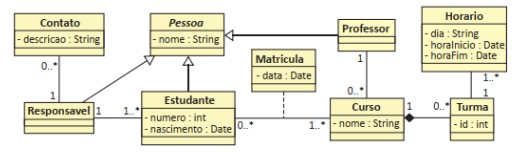 Contato
- descricao : String
Pessoa
- nome : String
Professor
Horario
- dia : String
- horaInicio : Date
- horaFim : Date
Matricula
- data : Date
0..*
1
1
1..*
1
0..*
Responsavel
1
1..*
Estudante
- numero : int
- nascimento : Date
0..*
1..*
Curso
- nome : String
1
0..*
Turma
- id : int